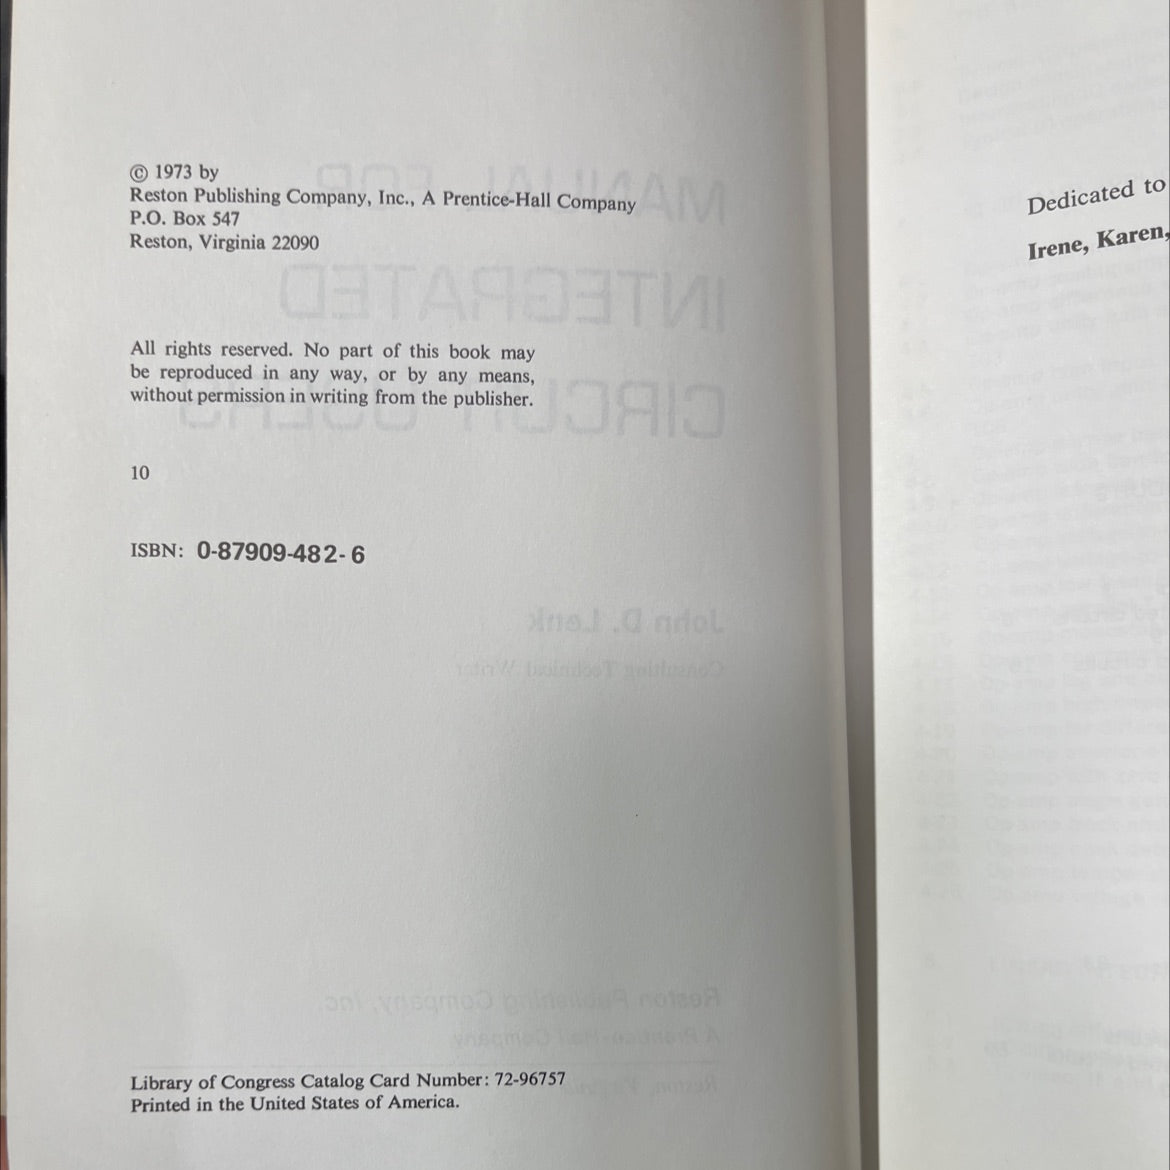 © 1973 by
Reston Publishing Company, Inc., A Prentice-Hall Company
P.O. Box 547
Reston, Virginia 22090
All rights reserved. No part of this book may
be reproduced in any way, or by any means,
without permission in writing from the publisher.
10
ISBN: 0-87909-482-6
Library of Congress Catalog Card Number: 72-96757
Printed in the United States of America.
Dedicated to
Irene, Karen,